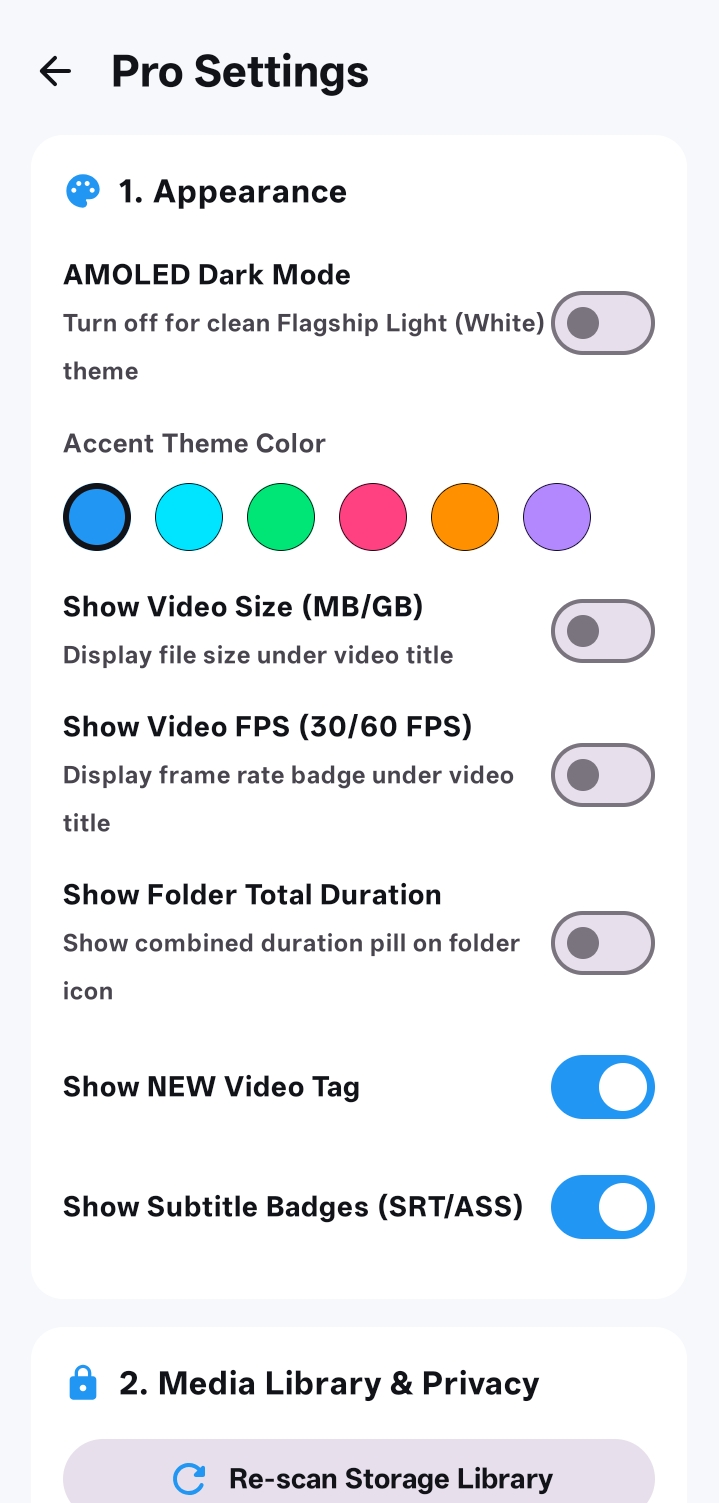 Pro Settings
1. Appearance
AMOLED Dark Mode
Turn off for clean Flagship Light (White)
theme
Accent Theme Color
Show Video Size (MB/GB)
Display file size under video title
Show Video FPS (30/60 FPS)
Display frame rate badge under video
title
Show Folder Total Duration
Show combined duration pill on folder
icon
Show NEW Video Tag
Show Subtitle Badges (SRT/ASS)
2. Media Library & Privacy
Re-scan Storage Library